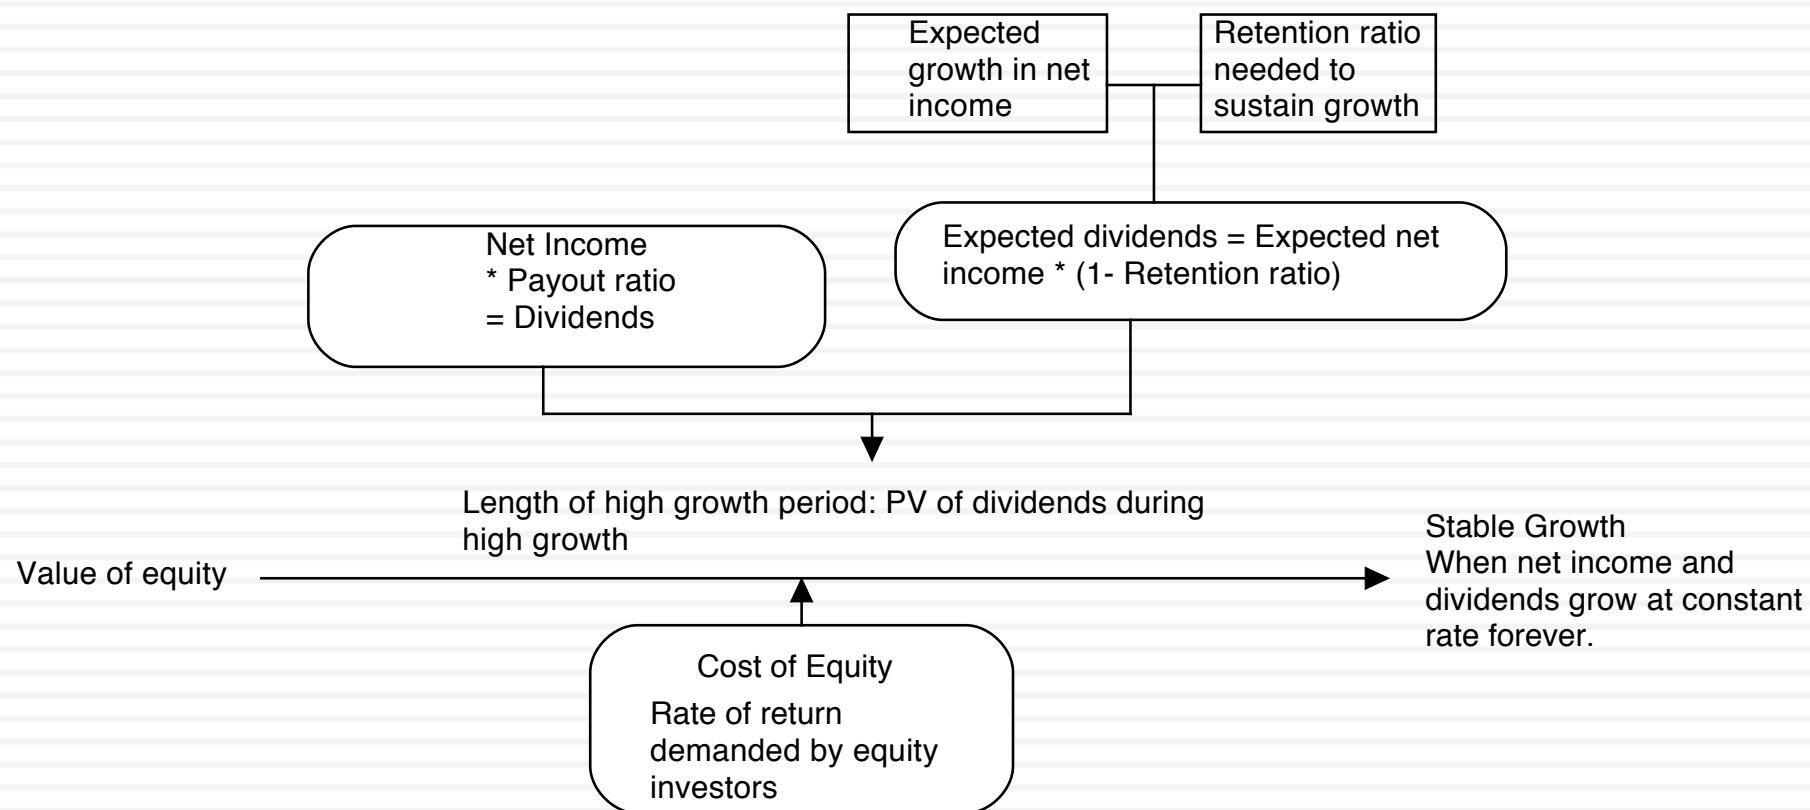 Expected
growth in net
income
Retention ratio
needed to
sustain growth
Net Income
* Payout ratio
= Dividends
Expected dividends = Expected net
income * (1- Retention ratio)
Length of high growth period: PV of dividends during
high growth
Value of equity
Stable Growth
When net income and
dividends grow at constant
rate forever.
Cost of Equity
Rate of return
demanded by equity
investors